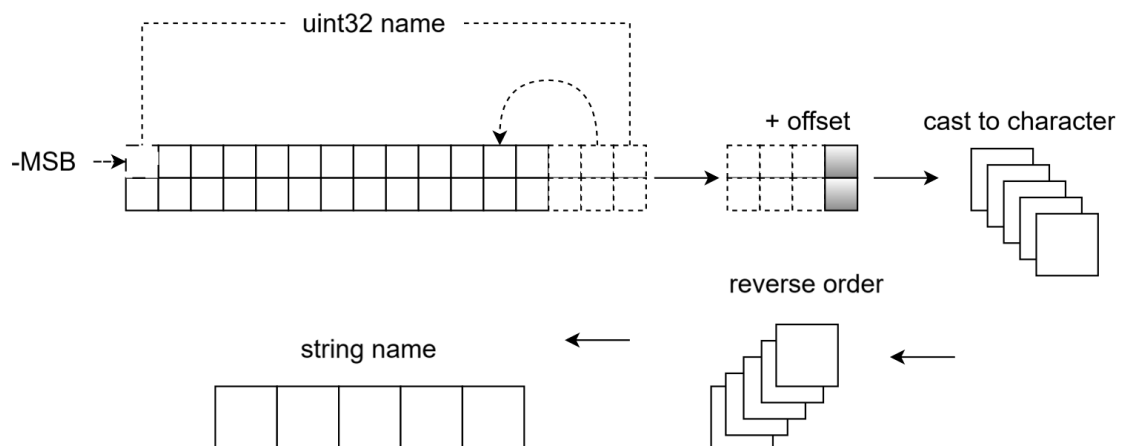 uint32 name
+ offset
cast to character
-MSB
reverse order
string name